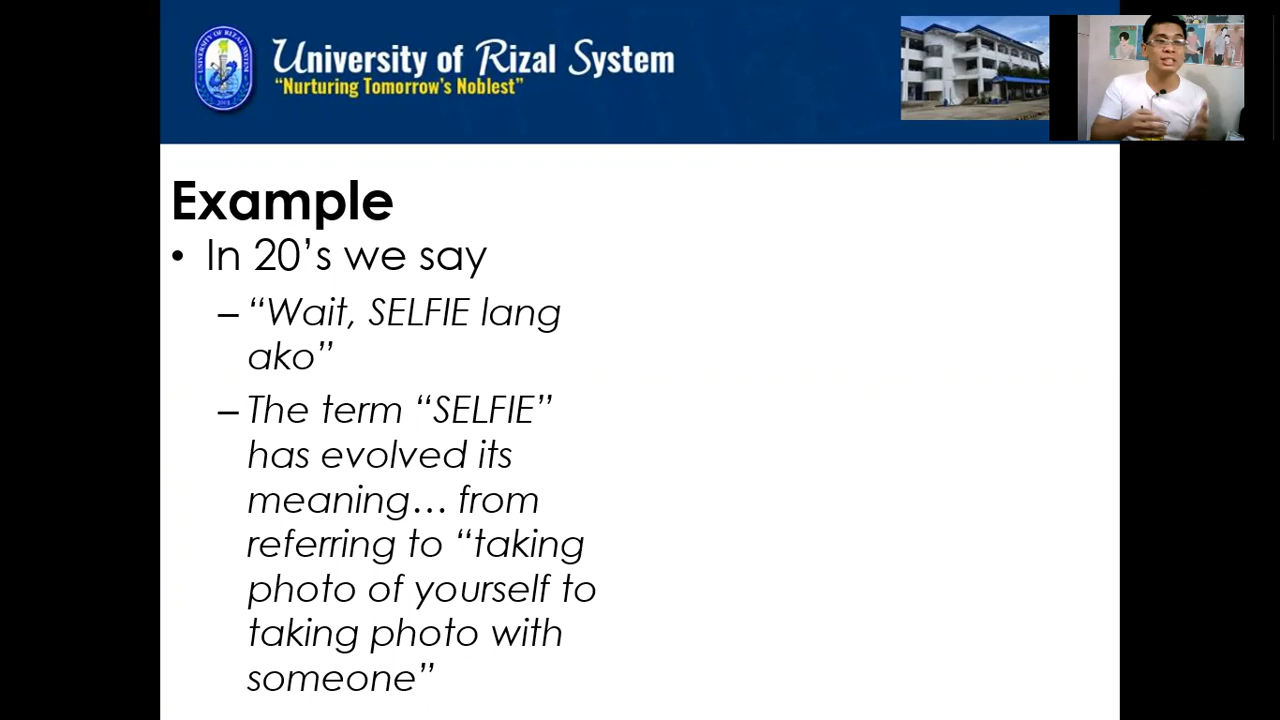 University of Rizal System
“Nurturing Tomorrow’s Noblest”
Example
• In 20’s we say
– “Wait, SELFIE lang
ako”
– The term “SELFIE”
has evolved its
meaning... from
referring to “taking
photo of yourself to
taking photo with
someone”